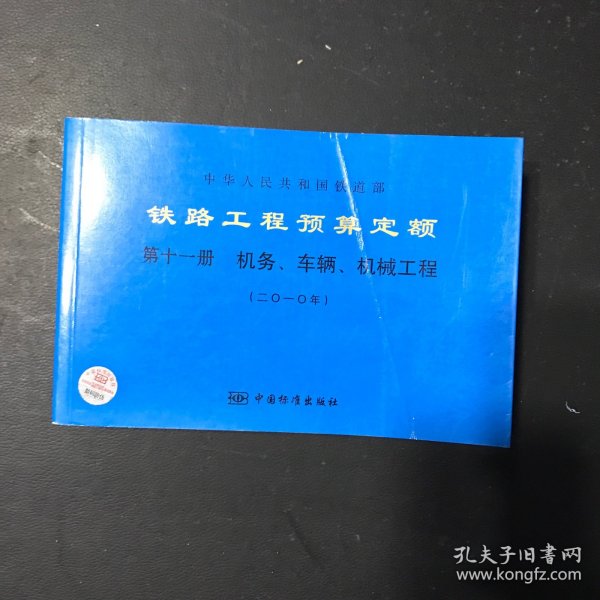 中华人民共和国铁道部
铁路工程预算定额
第十一册 机务、车辆、机械工程
(二〇一〇年)
中国标准出版社
孔夫子旧书网
www.kongfz.com